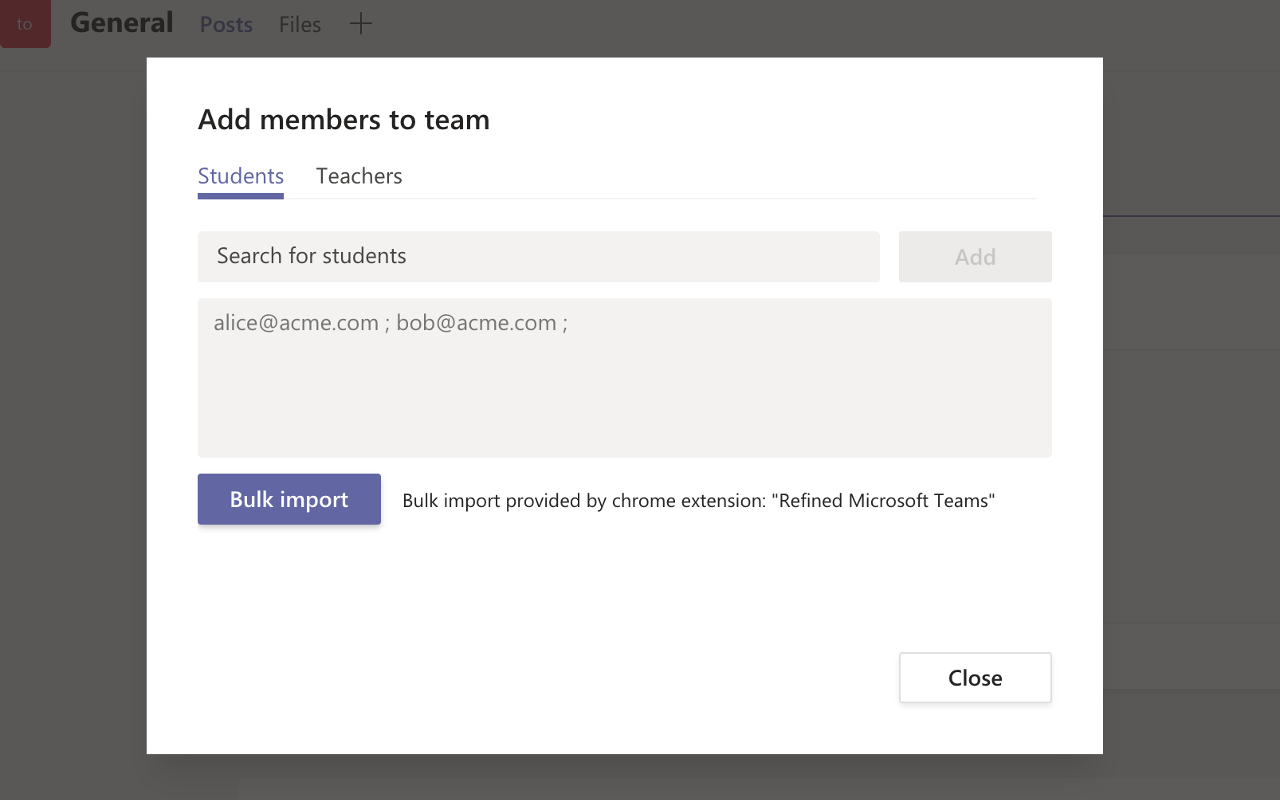 to General Posts Files
Add members to team
Students Teachers
Search for students Add
alice@acme.com ; bob@acme.com ;
Bulk import Bulk import provided by chrome extension: "Refined Microsoft Teams"
Close